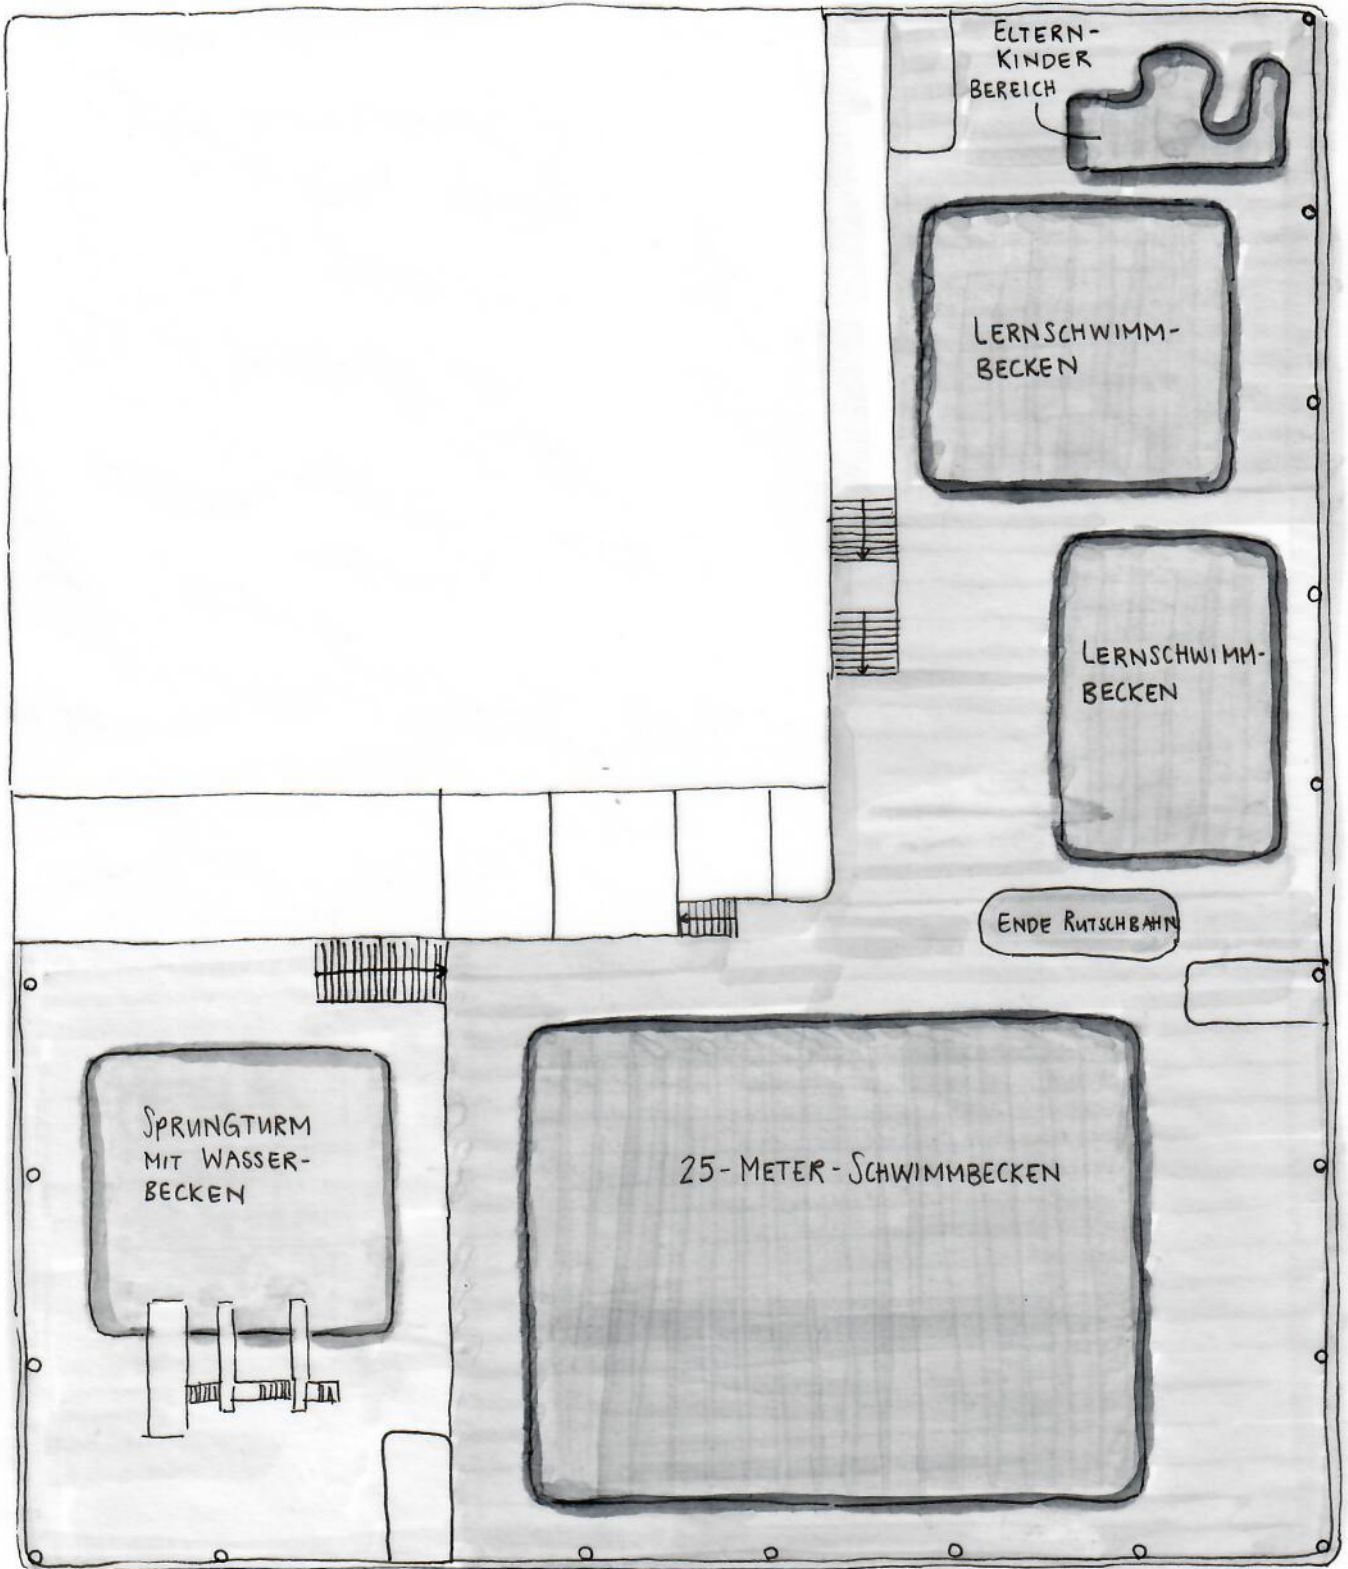 ELTERN-
KINDER
BEREICH
LERNSCHWIMM-
BECKEN
LERNSCHWIMM-
BECKEN
ENDE RUTSCHBAHN
SPRUNGTURM
MIT WASSER-
BECKEN
25-METER-SCHWIMMBECKEN